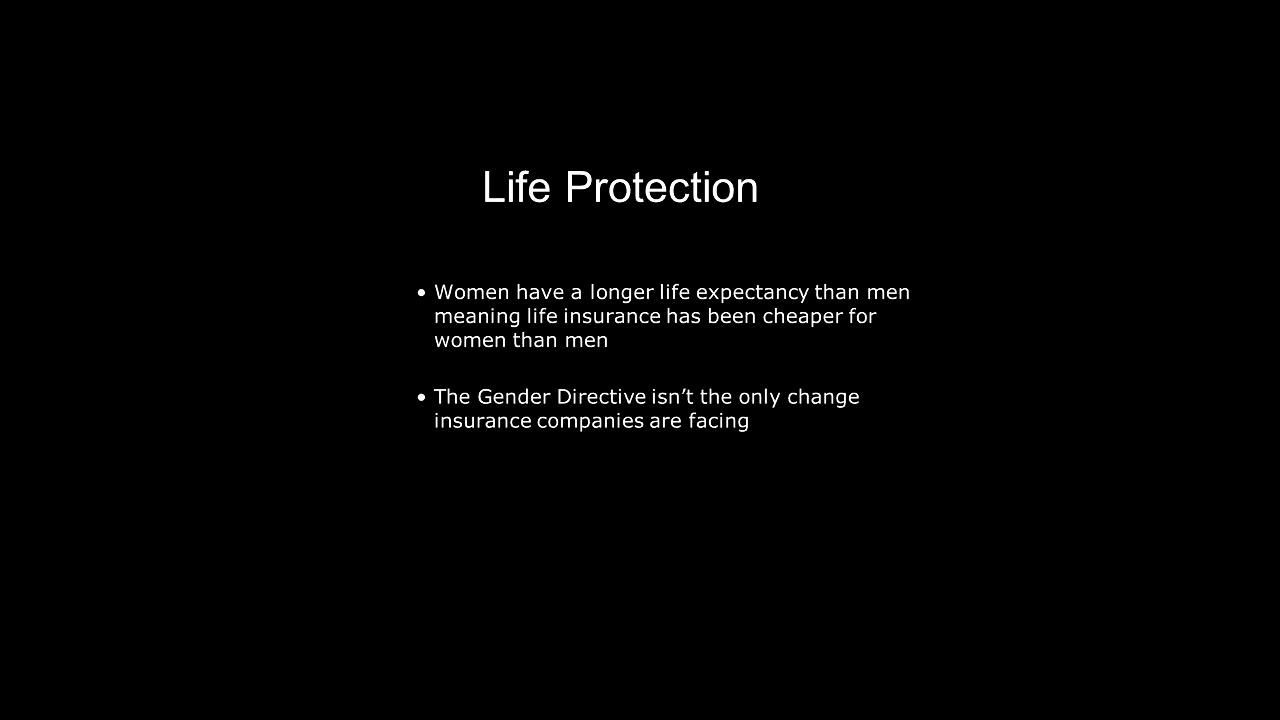 Life Protection
• Women have a longer life expectancy than men
meaning life insurance has been cheaper for
women than men
• The Gender Directive isn’t the only change
insurance companies are facing